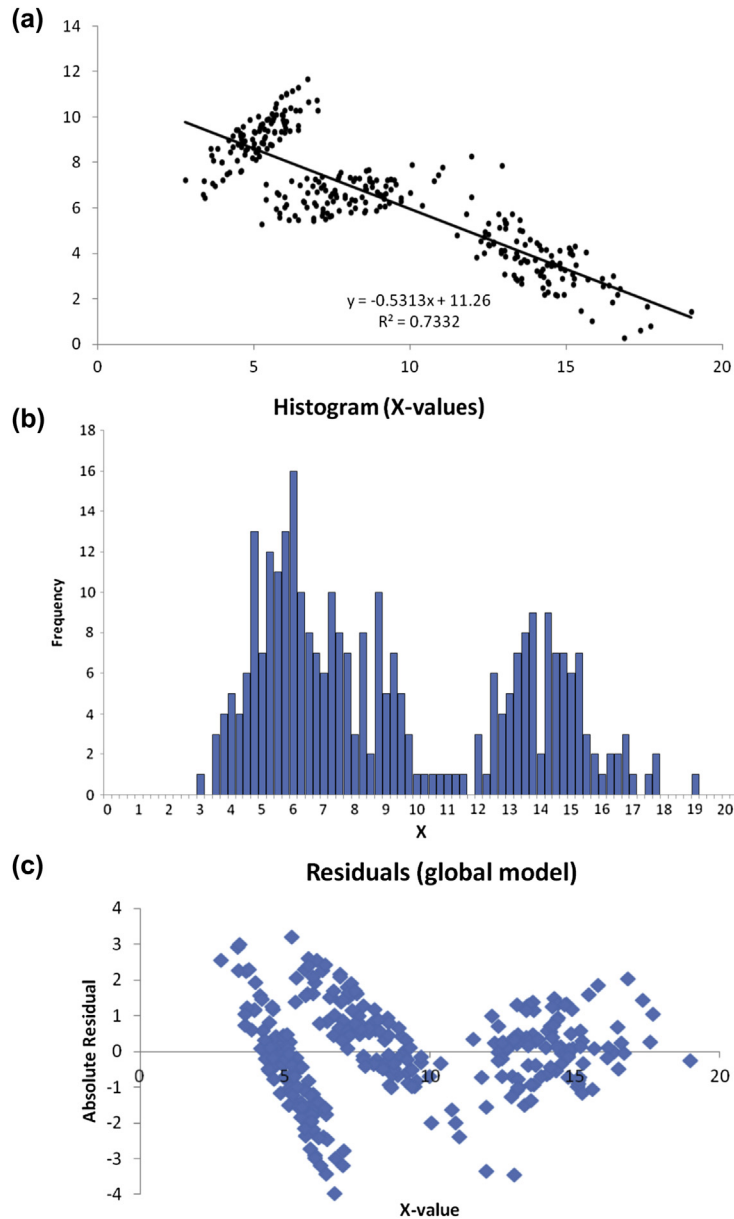 (a)
14
12
10
8
6
4
2
0
y = -0.5313x + 11.26
R² = 0.7332
0 5 10 15 20
Histogram (X-values)
(b)
18
16
14
12
10
8
6
4
2
0
Frequency
0 1 2 3 4 5 6 7 8 9 10 11 12 13 14 15 16 17 18 19 20
X
(c)
Residuals (global model)
4
3
2
1
0
-1
-2
-3
-4
Absolute Residual
0 5 10 15 20
X-value